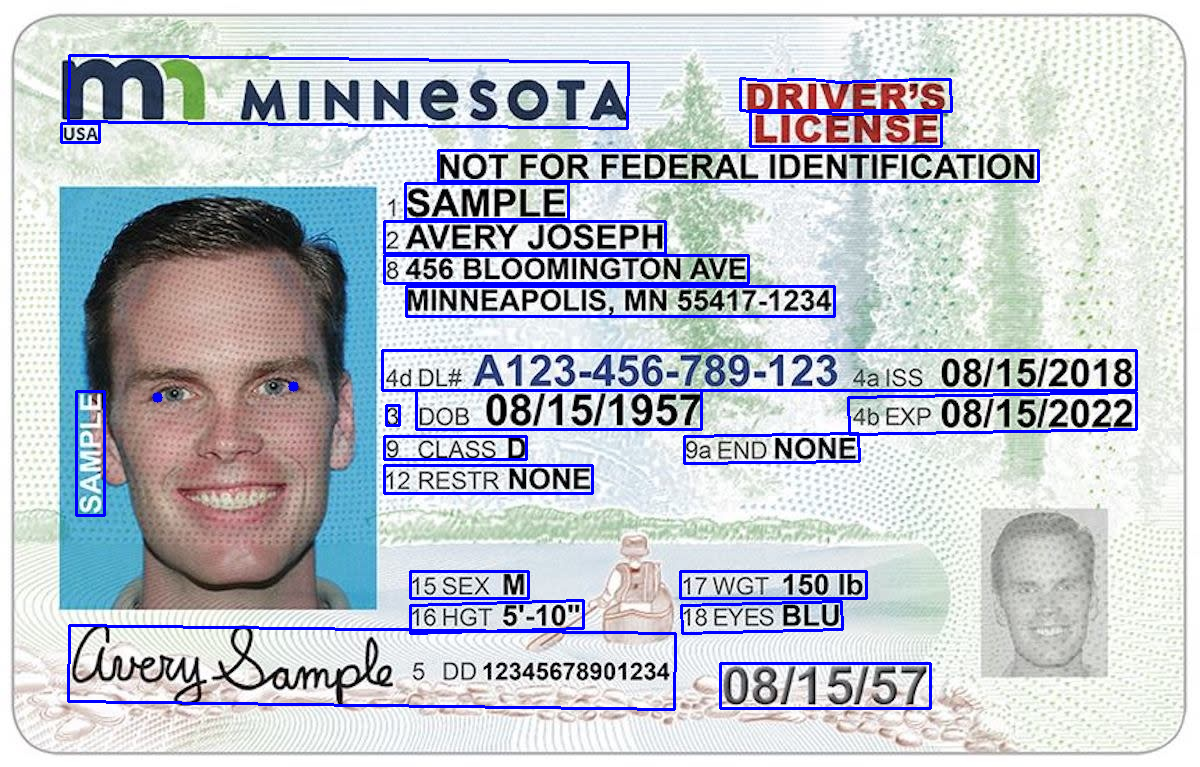 mn MINNESOTA
USA
DRIVER'S
LICENSE
NOT FOR FEDERAL IDENTIFICATION
1 SAMPLE
2 AVERY JOSEPH
8 456 BLOOMINGTON AVE
MINNEAPOLIS, MN 55417-1234
4d DL# A123-456-789-123 4a ISS 08/15/2018
3 DOB 08/15/1957 4b EXP 08/15/2022
9 CLASS D 9a END NONE
12 RESTR NONE
SAMPLE
15 SEX M 17 WGT 150 lb
16 HGT 5'-10" 18 EYES BLU
Avery Sample 5 DD 12345678901234
08/15/57